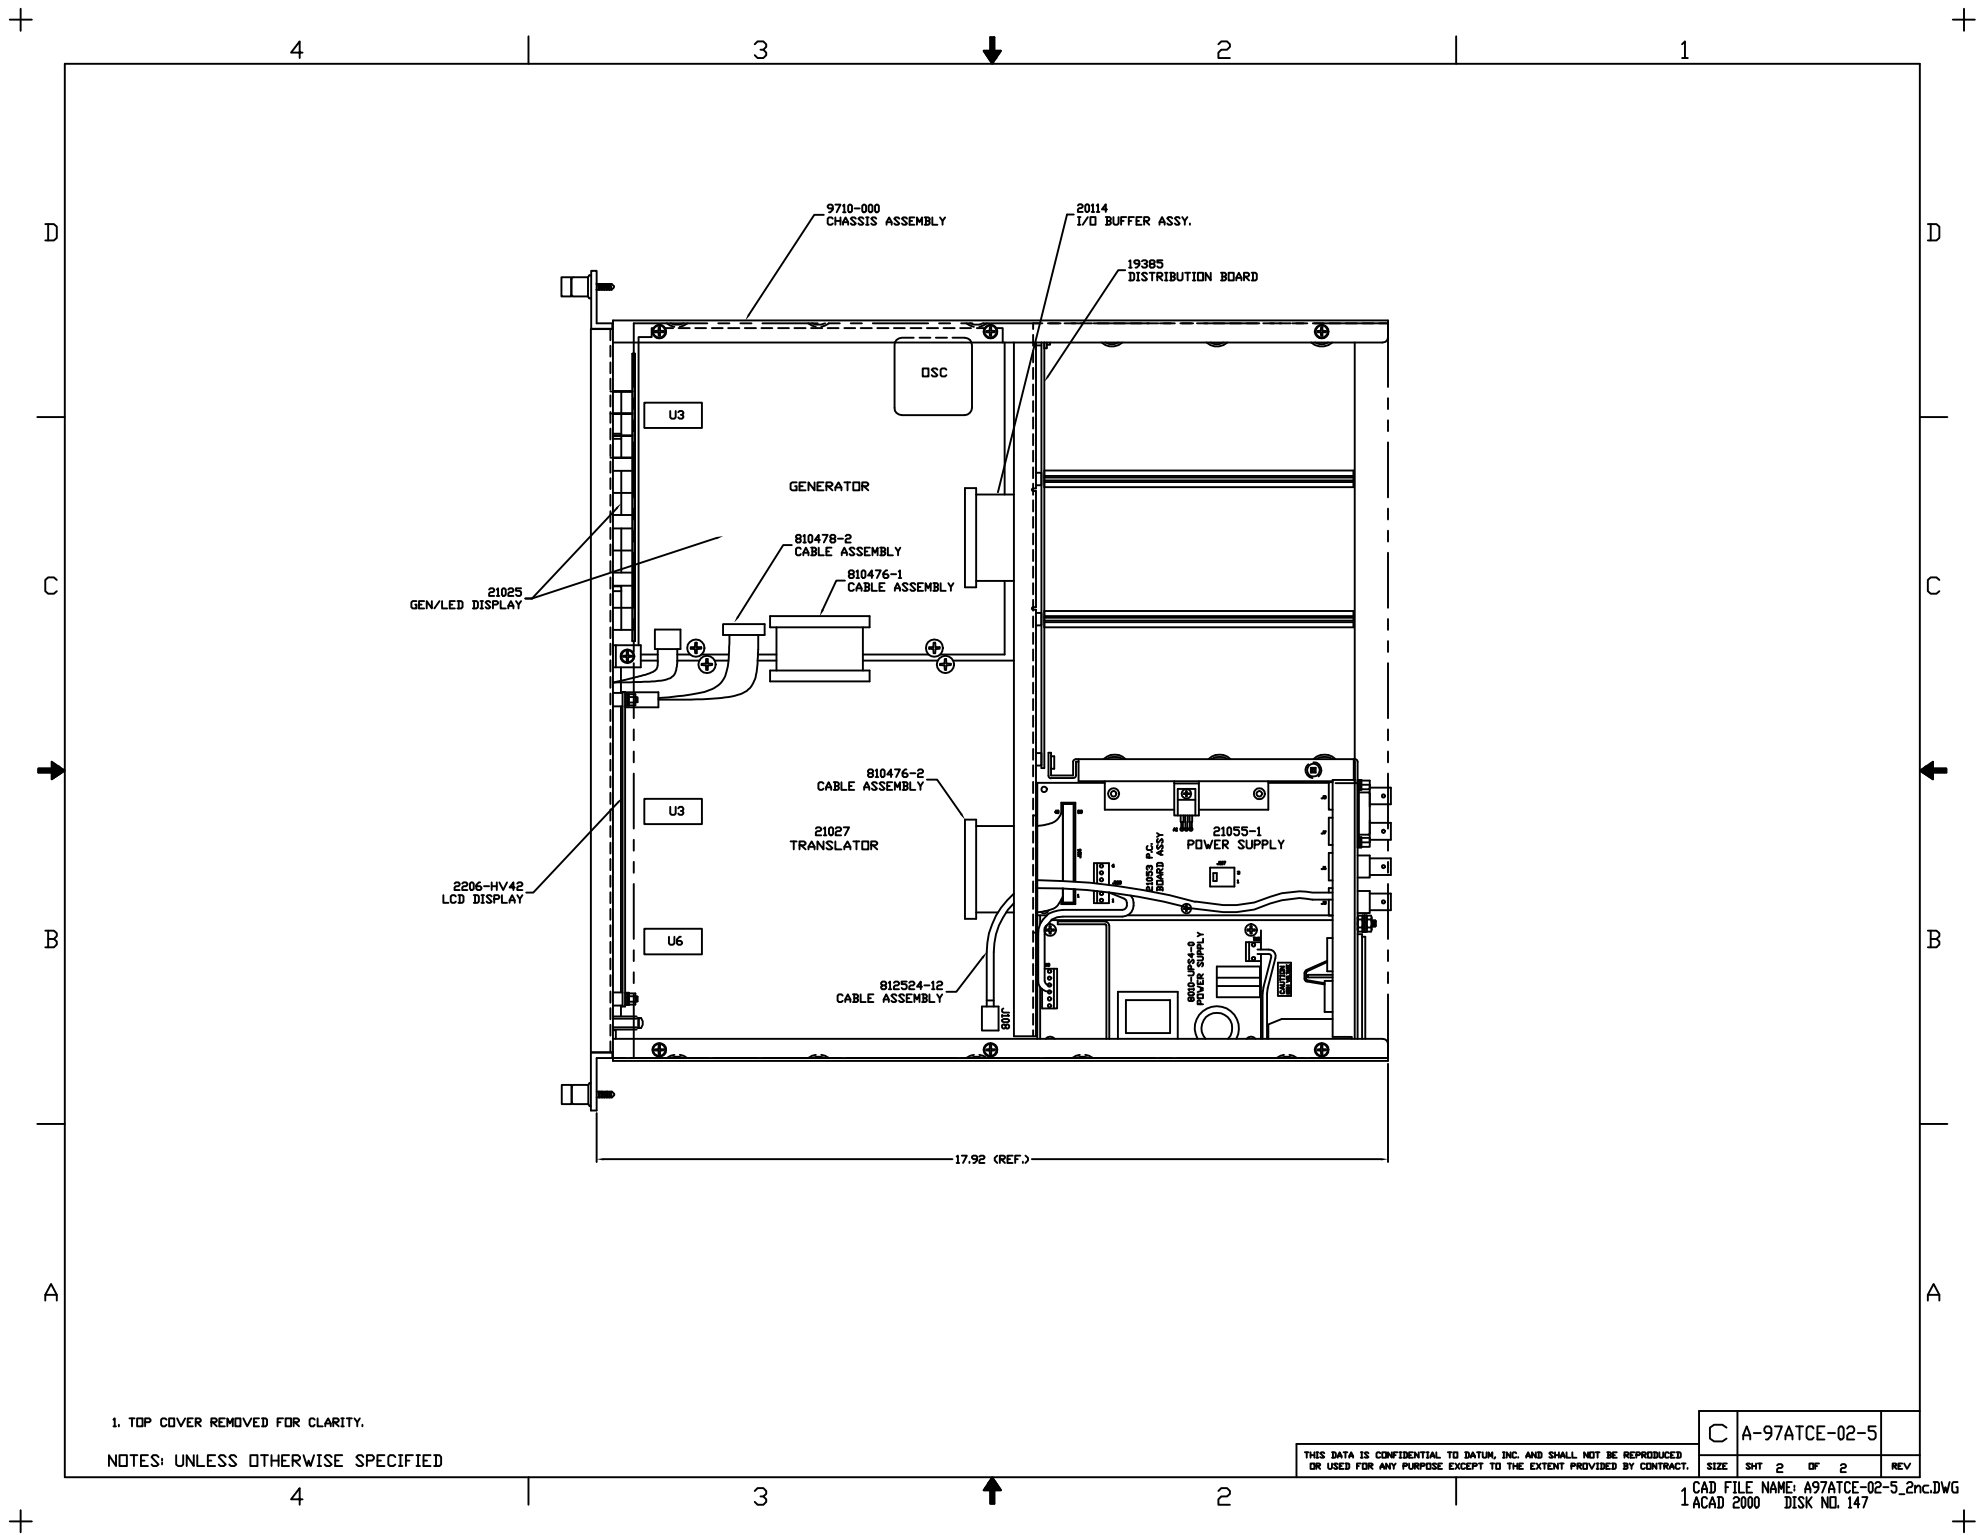 4
3
2
1
D
D
9710-000
CHASSIS ASSEMBLY
20114
I/O BUFFER ASSY.
19385
DISTRIBUTION BOARD
OSC
U3
GENERATOR
810478-2
CABLE ASSEMBLY
810476-1
CABLE ASSEMBLY
C
C
21025
GEN/LED DISPLAY
810476-2
CABLE ASSEMBLY
U3
21027
TRANSLATOR
21055-1
POWER SUPPLY
21053 P.C.
BOARD ASSY
2206-HV42
LCD DISPLAY
B
B
U6
8010-UPS4-0
POWER SUPPLY
CAUTION
812524-12
CABLE ASSEMBLY
J108
17.92 (REF.)
A
A
1. TOP COVER REMOVED FOR CLARITY.
NOTES: UNLESS OTHERWISE SPECIFIED
THIS DATA IS CONFIDENTIAL TO DATUM, INC. AND SHALL NOT BE REPRODUCED
OR USED FOR ANY PURPOSE EXCEPT TO THE EXTENT PROVIDED BY CONTRACT.
C A-97ATCE-02-5
SIZE SHT 2 OF 2 REV
4
3
2
1
CAD FILE NAME: A97ATCE-02-5_2nc.DWG
ACAD 2000 DISK NO. 147